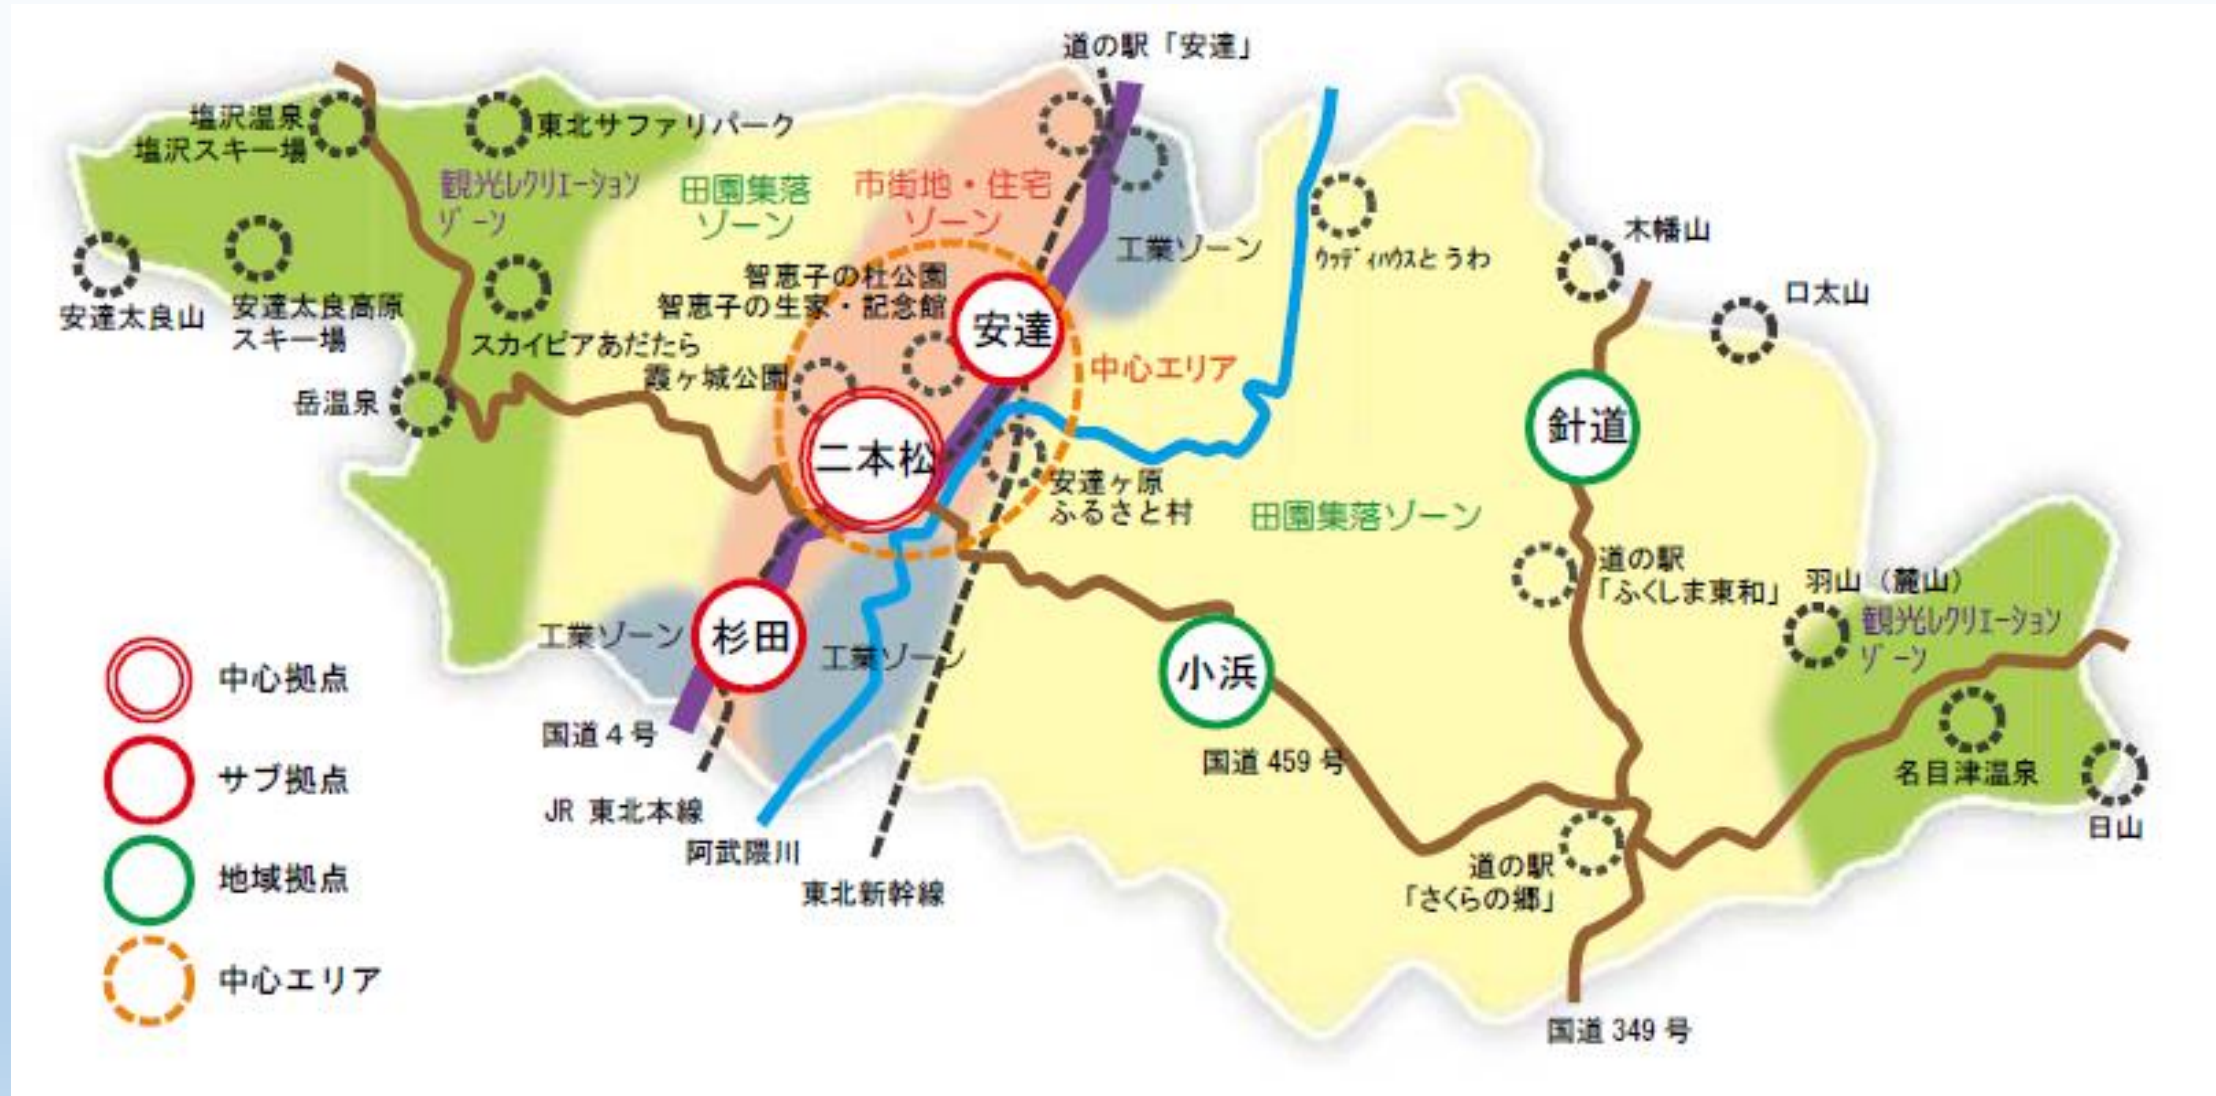 道の駅「安達」
塩沢温泉
塩沢スキー場
東北サファリパーク
観光レクリエーション
ゾーン
田園集落
ゾーン
市街地・住宅
ゾーン
工業ゾーン
ウッディハウスとうわ
木幡山
口太山
安達太良山
安達太良高原
スキー場
智恵子の杜公園
智恵子の生家・記念館
安達
スカイピアあだたら
霞ヶ城公園
中心エリア
岳温泉
二本松
針道
安達ヶ原
ふるさと村
田園集落ゾーン
道の駅
「ふくしま東和」
羽山（麓山）
観光レクリエーション
ゾーン
工業ゾーン
杉田
工業ゾーン
小浜
国道４号
国道 459 号
名目津温泉
日山
JR 東北本線
阿武隈川
東北新幹線
道の駅
「さくらの郷」
国道 349 号
中心拠点
サブ拠点
地域拠点
中心エリア